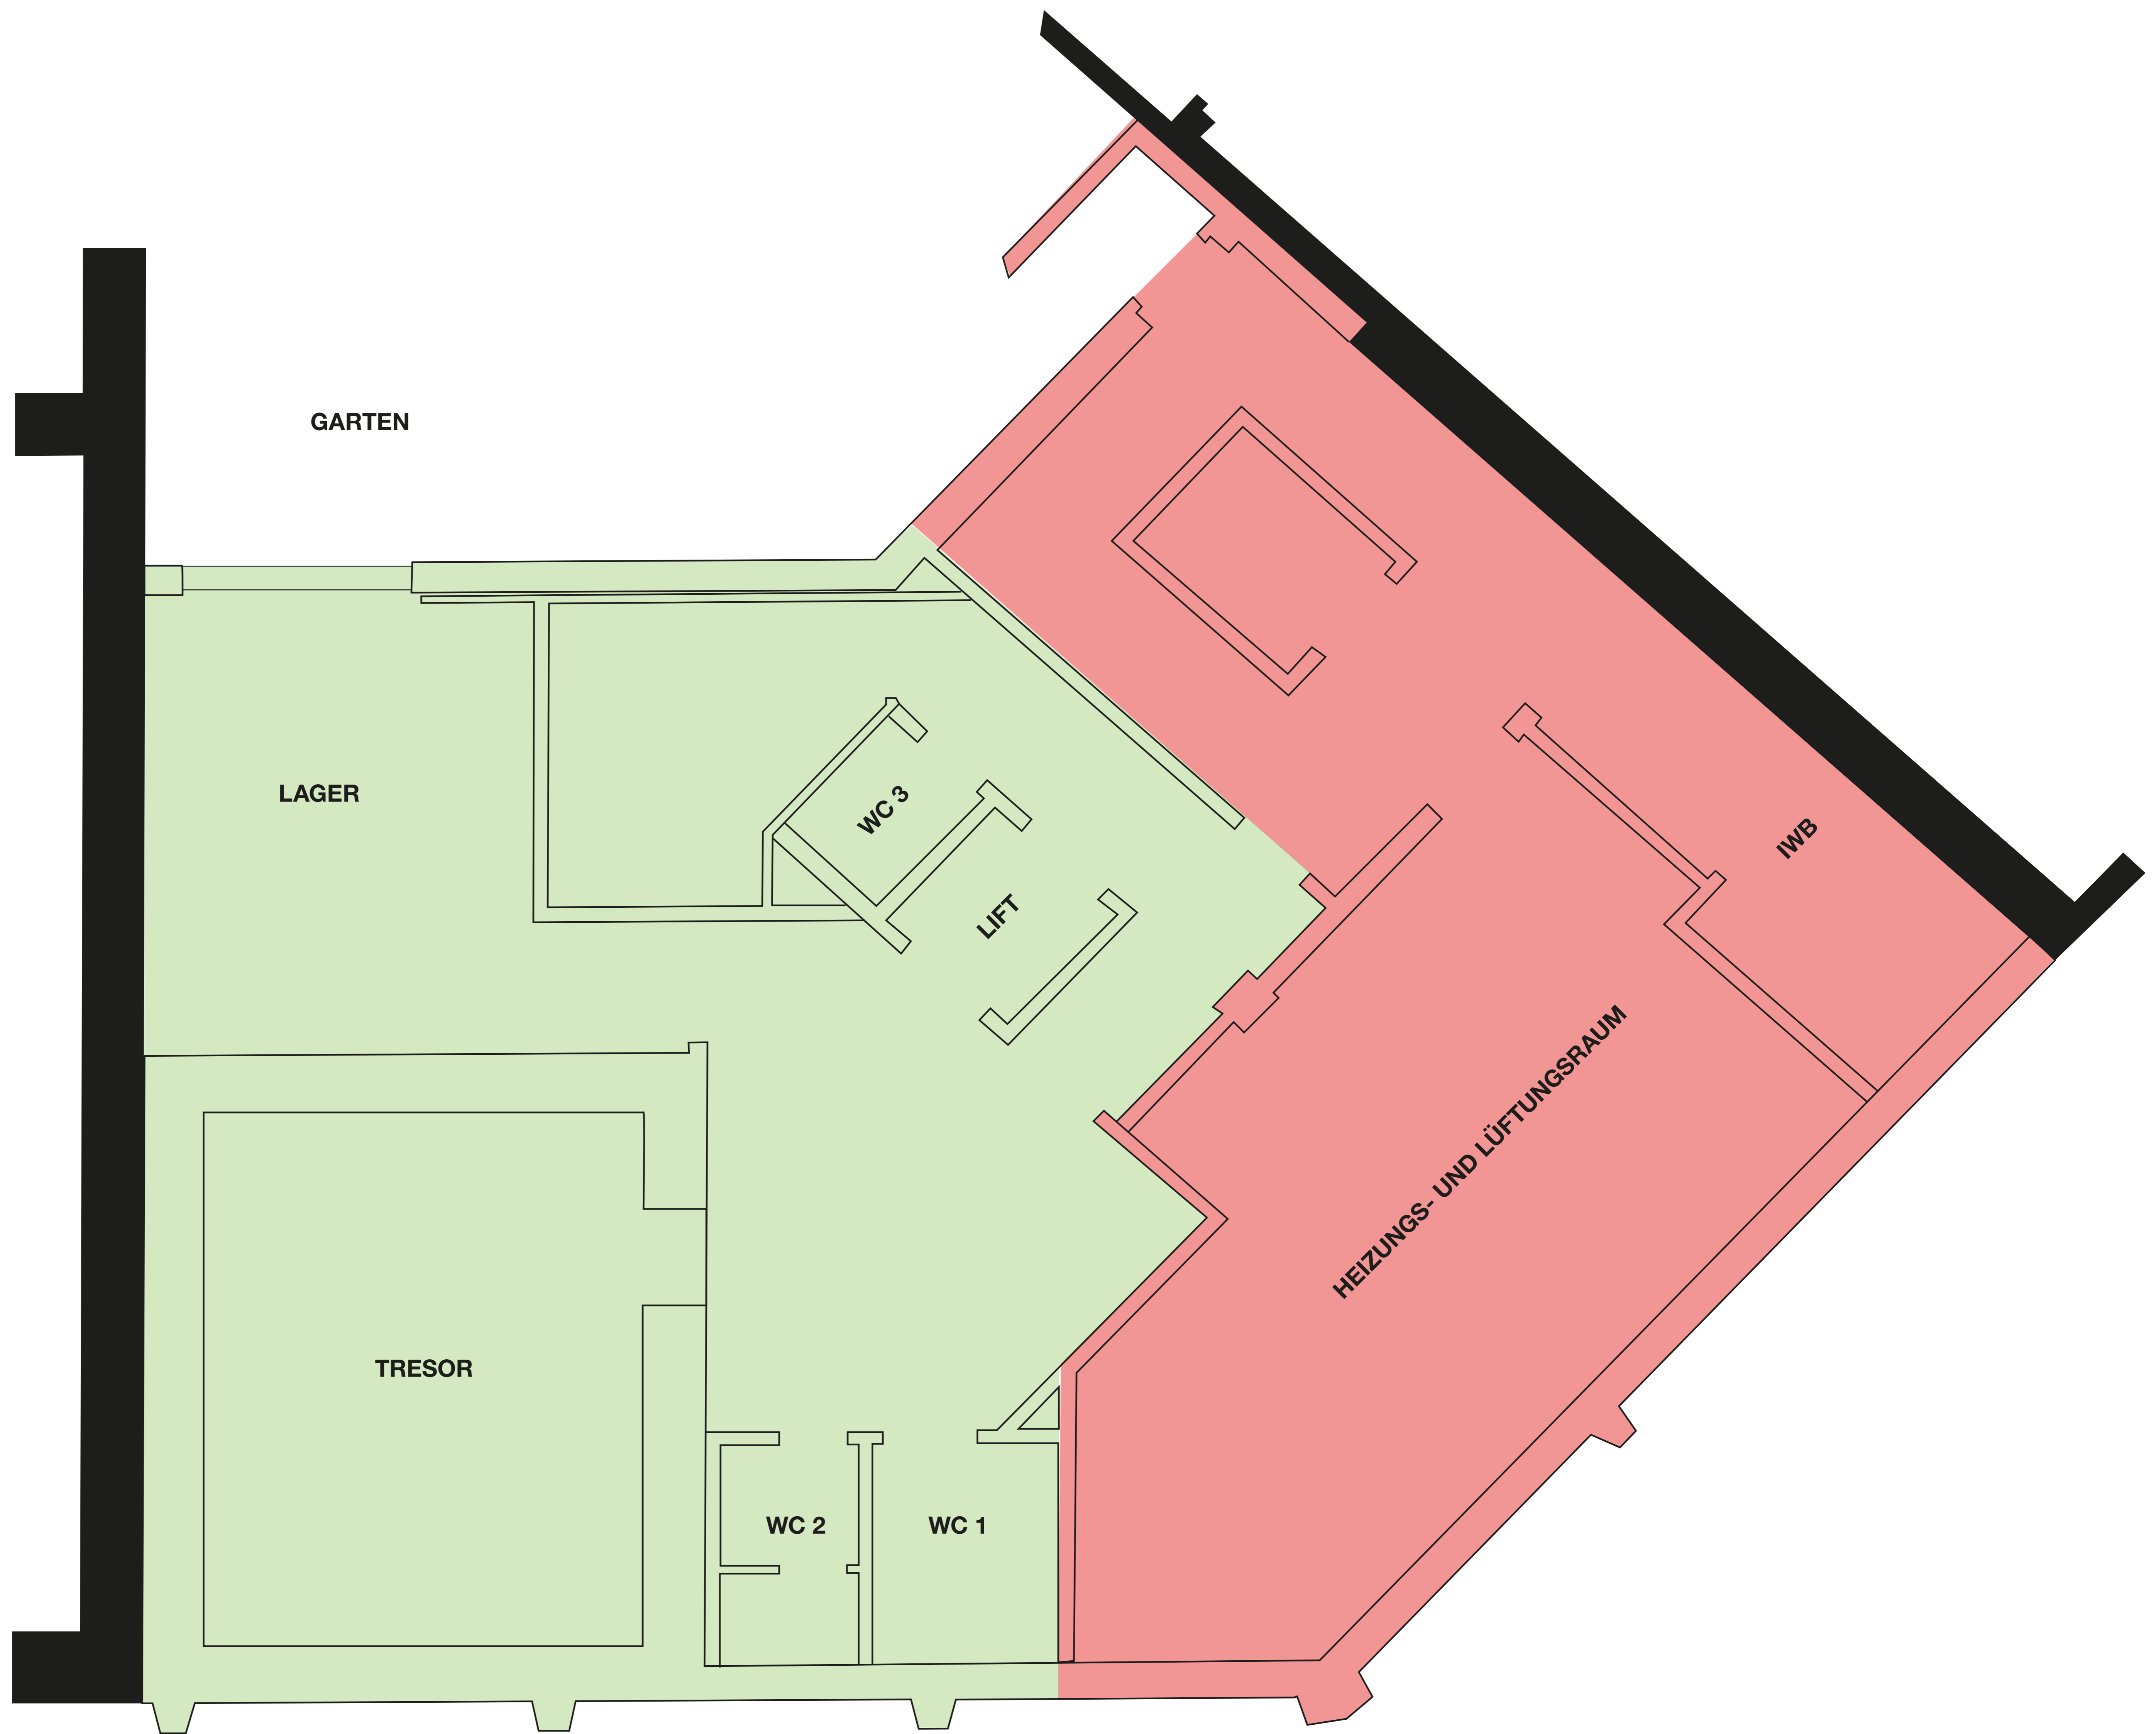 GARTEN
LAGER
WC 3
IWB
LIFT
HEIZUNGS- UND LÜFTUNGSRAUM
TRESOR
WC 2
WC 1